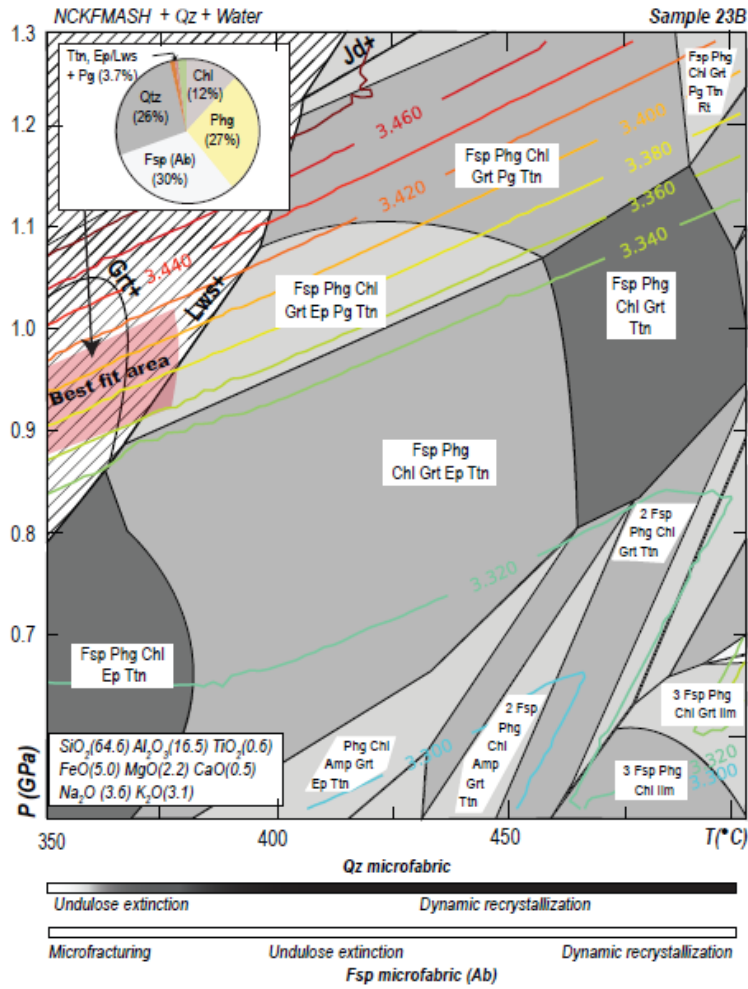 NCKFMASH + Qz + Water
Sample 23B
1.3
Ttn, Ep/Lws
+ Pg (3.7%)
Chl
(12%)
Qtz
(26%)
Phg
(27%)
Fsp (Ab)
(30%)
Jd+
Fsp Phg
Chl Grt
Pg Ttn
Rt
1.2
3.460
3.400
Fsp Phg Chl
Grt Pg Ttn
3.380
3.420
3.360
1.1
3.340
3.440
Grt+
Lws+
Fsp Phg Chl
Grt Ep Pg Ttn
Fsp Phg
Chl Grt
Ttn
1.0
Best fit area
0.9
Fsp Phg
Chl Grt Ep Ttn
0.8
2 Fsp
Phg Chl
Grt Ttn
3.320
0.7
Fsp Phg Chl
Ep Ttn
3 Fsp Phg
Chl Grt Ilm
2 Fsp
Phg
Chl
Amp
Grt
Ttn
Phg Chl
Amp Grt
Ep Ttn
3.300
3.320
3.300
3 Fsp Phg
Chl Ilm
SiO2(64.6) Al2O3(16.5) TiO2(0.6)
FeO(5.0) MgO(2.2) CaO(0.5)
Na2O (3.6) K2O(3.1)
P (GPa)
350
400
450
T(°C)
Qz microfabric
Undulose extinction
Dynamic recrystallization
Microfracturing
Undulose extinction
Dynamic recrystallization
Fsp microfabric (Ab)